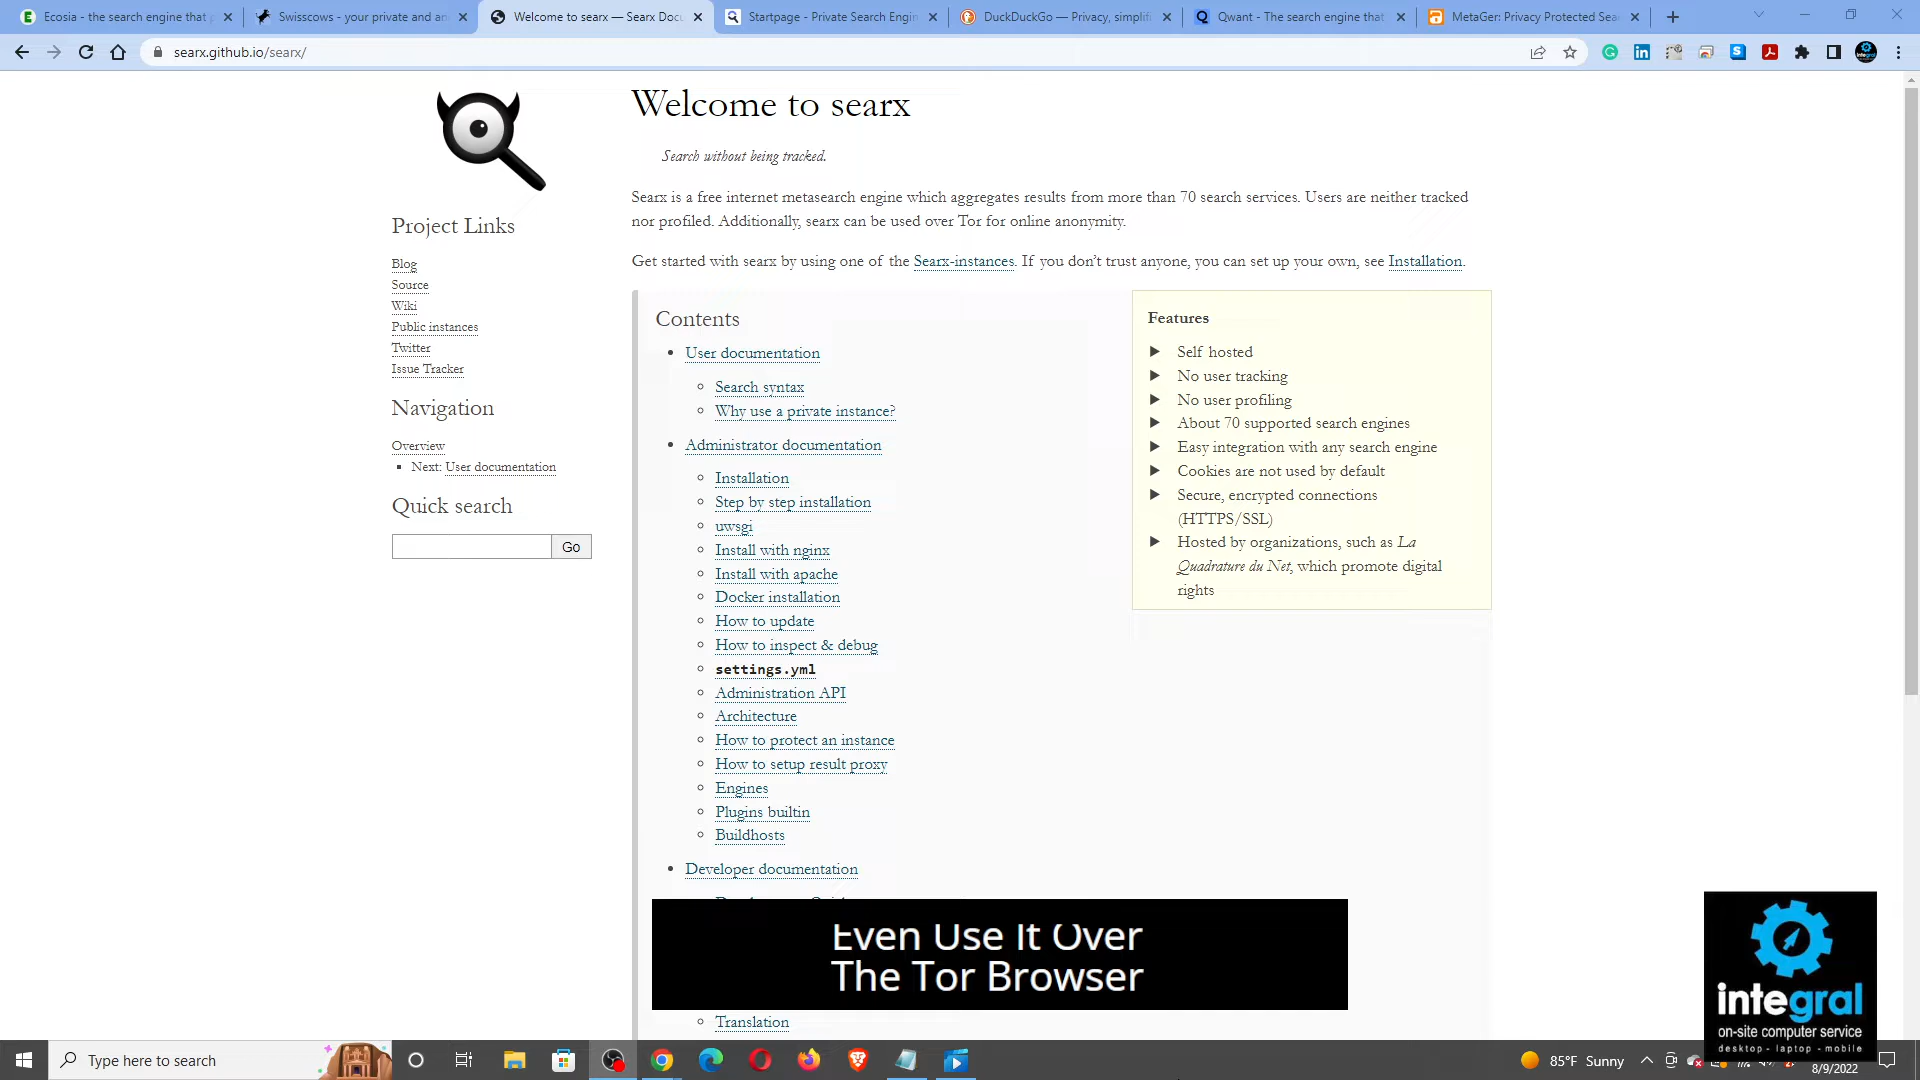 Ecosia - the search engine that p
Swisscows - your private and an
Welcome to searx — Searx Docu
Startpage - Private Search Engin
DuckDuckGo — Privacy, simplifi
Qwant - The search engine that
MetaGer: Privacy Protected Sea
searx.github.io/searx/
Welcome to searx
Search without being tracked.
Searx is a free internet metasearch engine which aggregates results from more than 70 search services. Users are neither tracked
nor profiled. Additionally, searx can be used over Tor for online anonymity.
Get started with searx by using one of the Searx-instances. If you don't trust anyone, you can set up your own, see Installation.
Project Links
Blog
Source
Wiki
Public instances
Twitter
Issue Tracker
Navigation
Overview
Next: User documentation
Quick search
Go
Contents
User documentation
Search syntax
Why use a private instance?
Administrator documentation
Installation
Step by step installation
uwsgi
Install with nginx
Install with apache
Docker installation
How to update
How to inspect & debug
settings.yml
Administration API
Architecture
How to protect an instance
How to setup result proxy
Engines
Plugins builtin
Buildhosts
Developer documentation
Translation
Features
Self hosted
No user tracking
No user profiling
About 70 supported search engines
Easy integration with any search engine
Cookies are not used by default
Secure, encrypted connections
(HTTPS/SSL)
Hosted by organizations, such as La
Quadrature du Net, which promote digital
rights
Even Use It Over
The Tor Browser
integral
on-site computer service
desktop - laptop - mobile
Type here to search
85°F Sunny
8/9/2022